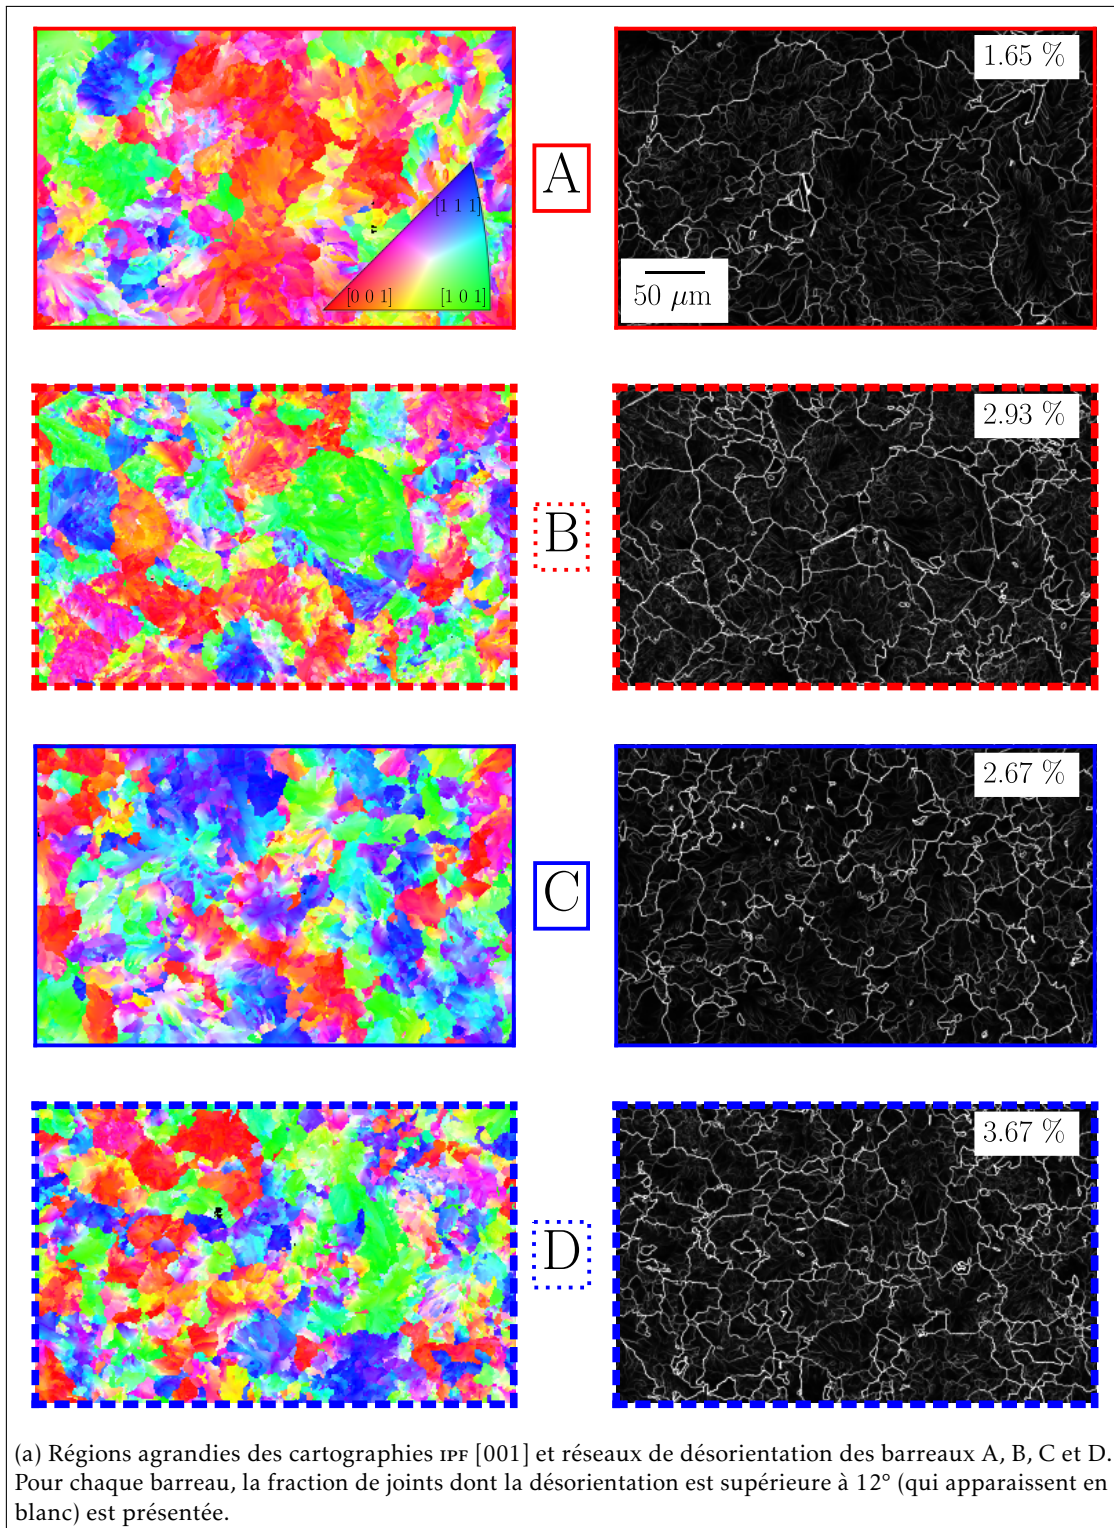 1.65 %
A
[1 1 1]
[0 0 1]
[1 0 1]
50 μm
2.93 %
B
2.67 %
C
3.67 %
D
(a) Régions agrandies des cartographies IPF [001] et réseaux de désorientation des barreaux A, B, C et D.
Pour chaque barreau, la fraction de joints dont la désorientation est supérieure à 12° (qui apparaissent en
blanc) est présentée.